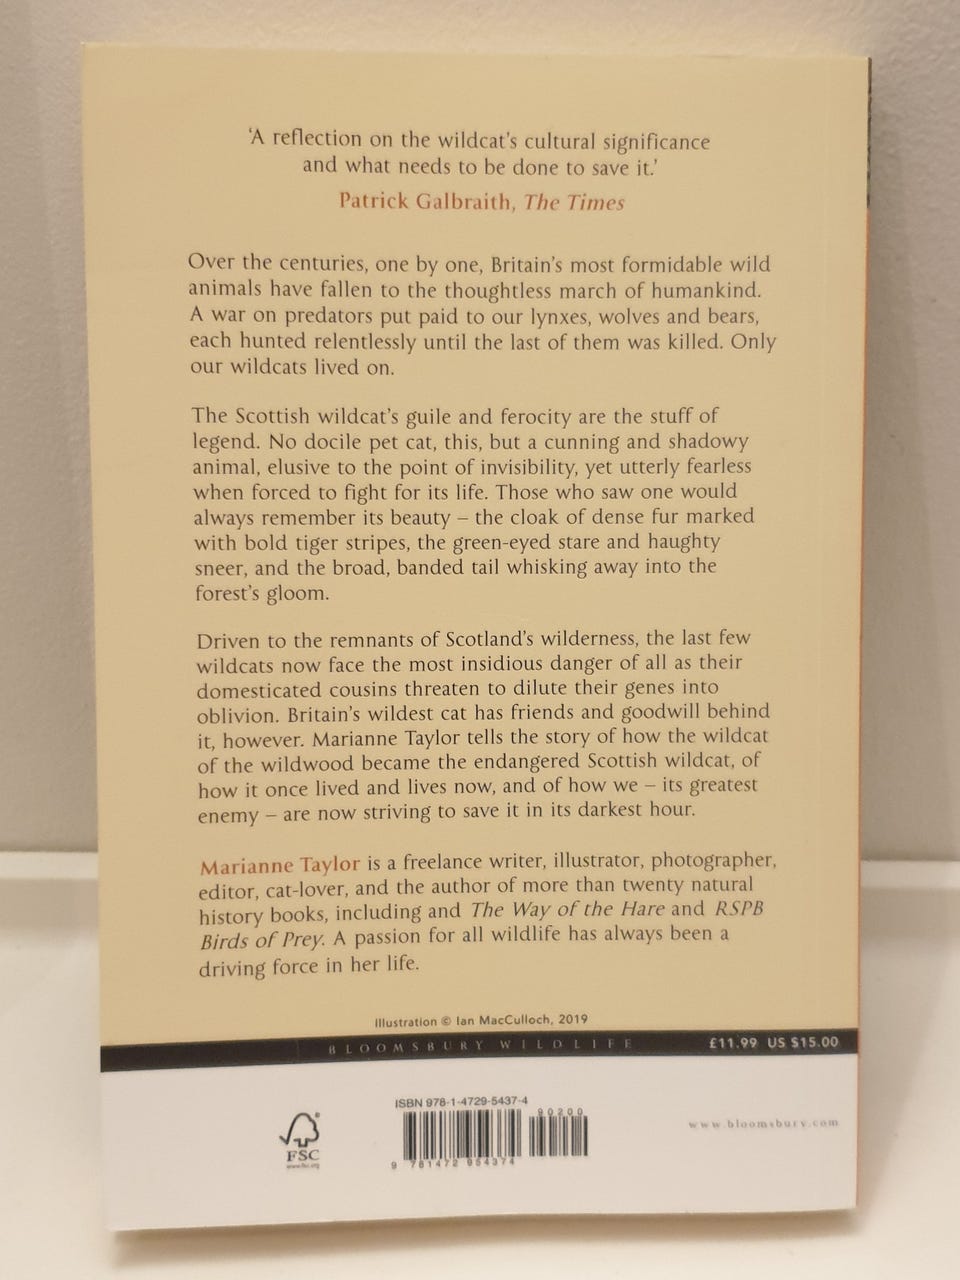 ‘A reflection on the wildcat’s cultural significance
and what needs to be done to save it.’
Patrick Galbraith, The Times
Over the centuries, one by one, Britain’s most formidable wild
animals have fallen to the thoughtless march of humankind.
A war on predators put paid to our lynxes, wolves and bears,
each hunted relentlessly until the last of them was killed. Only
our wildcats lived on.
The Scottish wildcat’s guile and ferocity are the stuff of
legend. No docile pet cat, this, but a cunning and shadowy
animal, elusive to the point of invisibility, yet utterly fearless
when forced to fight for its life. Those who saw one would
always remember its beauty – the cloak of dense fur marked
with bold tiger stripes, the green-eyed stare and haughty
sneer, and the broad, banded tail whisking away into the
forest’s gloom.
Driven to the remnants of Scotland’s wilderness, the last few
wildcats now face the most insidious danger of all as their
domesticated cousins threaten to dilute their genes into
oblivion. Britain’s wildest cat has friends and goodwill behind
it, however. Marianne Taylor tells the story of how the wildcat
of the wildwood became the endangered Scottish wildcat, of
how it once lived and lives now, and of how we – its greatest
enemy – are now striving to save it in its darkest hour.
Marianne Taylor is a freelance writer, illustrator, photographer,
editor, cat-lover, and the author of more than twenty natural
history books, including and The Way of the Hare and RSPB
Birds of Prey. A passion for all wildlife has always been a
driving force in her life.
Illustration © Ian MacCulloch, 2019
BLOOMSBURY WILDLIFE £11.99 US $15.00
ISBN 978-1-4729-5437-4
90200
9 781472 954374
FSC
www.fsc.org
www.bloomsbury.com